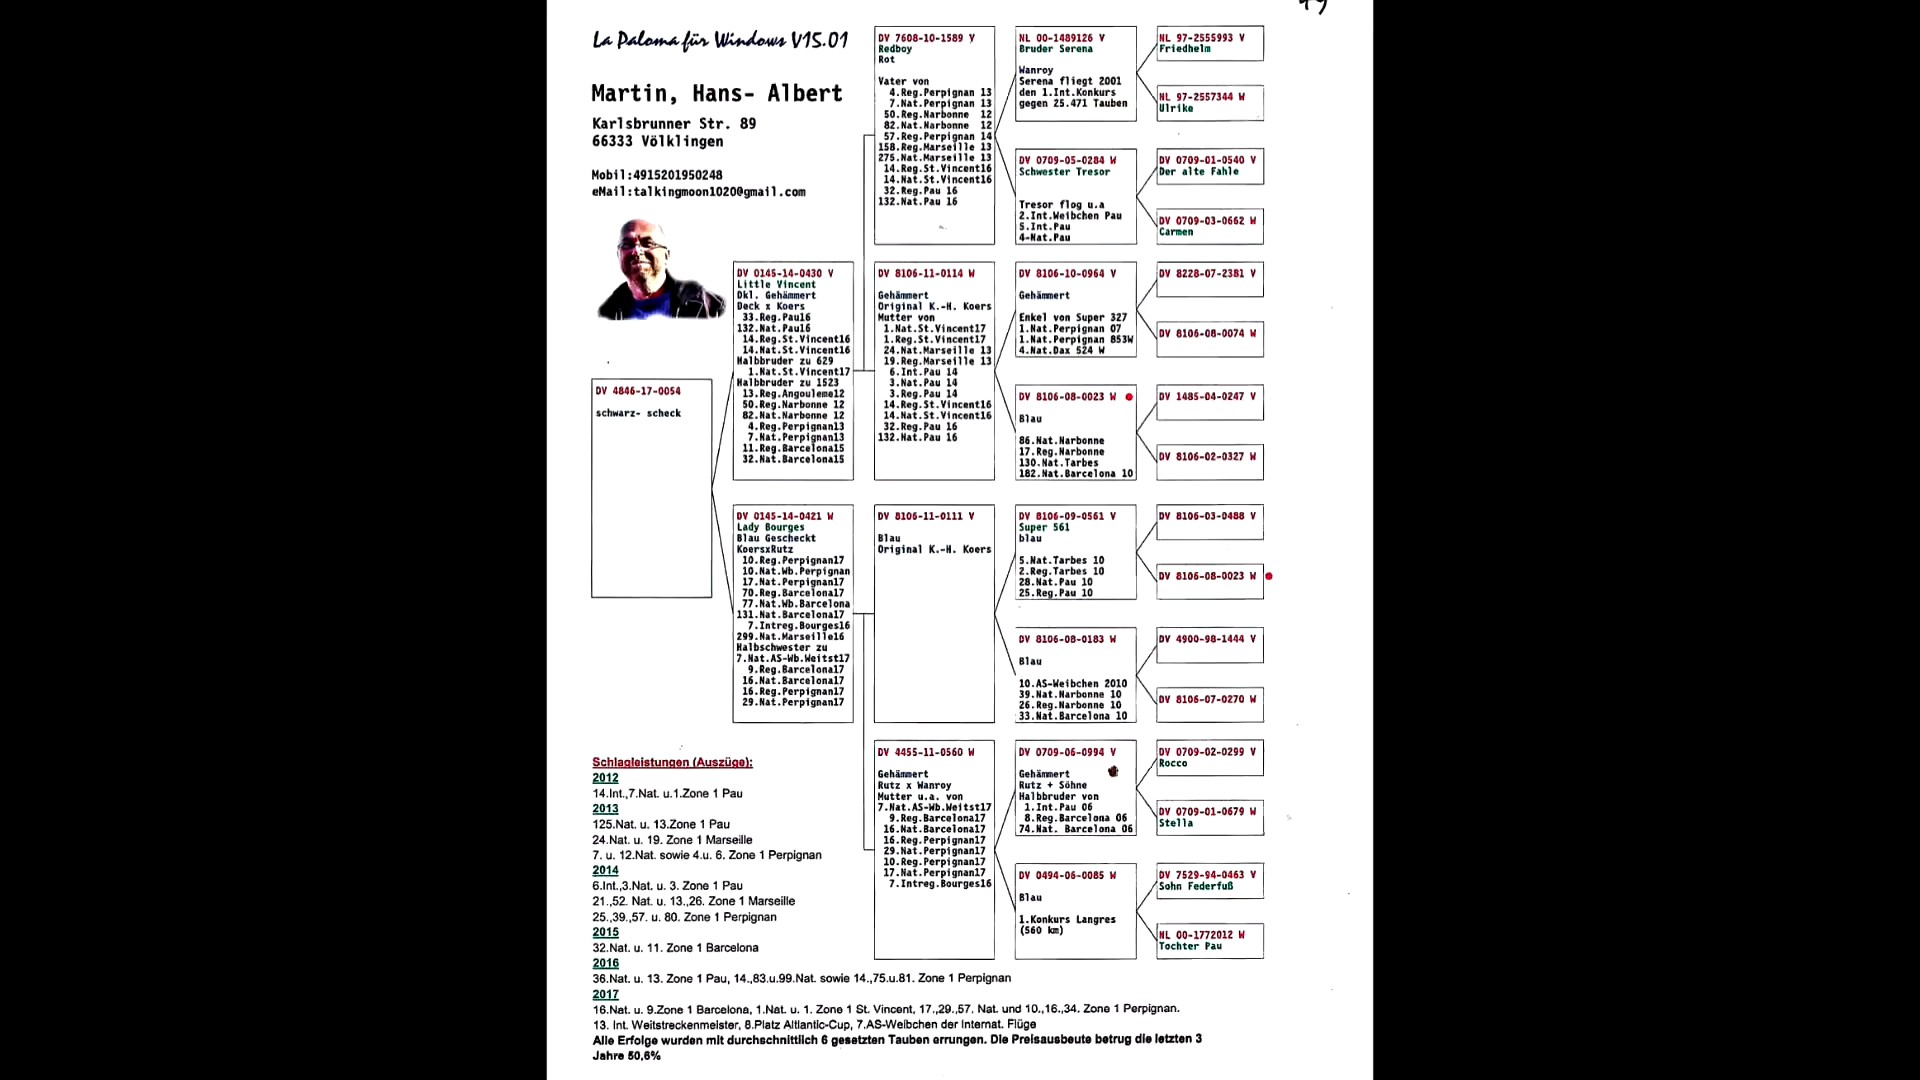 La Paloma für Windows V15.01
Martin, Hans- Albert
Karlsbrunner Str. 89
66333 Völklingen
Mobil:4915201950248
eMail:talkingmoon1020@gmail.com
DV 4846-17-0054
schwarz- scheck
DV 0145-14-0430 V
Little Vincent
Dkl. Gehämmert
Deck x Koers
33.Reg.Pau16
132.Nat.Pau16
14.Reg.St.Vincent16
14.Nat.St.Vincent16
Halbbruder zu 629
1.Nat.St.Vincent17
Halbbruder zu 1523
13.Reg.Angouleme12
50.Reg.Narbonne 12
82.Nat.Narbonne 12
4.Reg.Perpignan13
7.Nat.Perpignan13
11.Reg.Barcelona15
32.Nat.Barcelona15
DV 0145-14-0421 W
Lady Bourges
Blau Gescheckt
KoersxRutz
10.Reg.Perpignan17
10.Nat.Wb.Perpignan
17.Nat.Perpignan17
70.Reg.Barcelona17
77.Nat.Wb.Barcelona
131.Nat.Barcelona17
7.Intreg.Bourges16
299.Nat.Marseille16
Halbschwester zu
7.Nat.AS-Wb.Weitst17
9.Reg.Barcelona17
16.Nat.Barcelona17
16.Reg.Perpignan17
29.Nat.Perpignan17
DV 7608-10-1589 V
Redboy
Rot
Vater von
4.Reg.Perpignan 13
7.Nat.Perpignan 13
50.Reg.Narbonne 12
82.Nat.Narbonne 12
57.Reg.Perpignan 14
158.Reg.Marseille 13
275.Nat.Marseille 13
14.Reg.St.Vincent16
14.Nat.St.Vincent16
32.Reg.Pau 16
132.Nat.Pau 16
DV 8106-11-0114 W
Gehämmert
Original K.-H. Koers
Mutter von
1.Nat.St.Vincent17
1.Reg.St.Vincent17
24.Nat.Marseille 13
19.Reg.Marseille 13
6.Int.Pau 14
3.Nat.Pau 14
3.Reg.Pau 14
14.Reg.St.Vincent16
14.Nat.St.Vincent16
32.Reg.Pau 16
132.Nat.Pau 16
DV 8106-11-0111 V
Blau
Original K.-H. Koers
DV 4455-11-0560 W
Gehämmert
Rutz x Wanroy
Mutter u.a. von
7.Nat.AS-Wb.Weitst17
9.Reg.Barcelona17
16.Nat.Barcelona17
16.Reg.Perpignan17
29.Nat.Perpignan17
10.Reg.Perpignan17
17.Nat.Perpignan17
7.Intreg.Bourges16
NL 00-1489126 V
Bruder Serena
Wanroy
Serena fliegt 2001
den 1.Int.Konkurs
gegen 25.471 Tauben
DV 0709-05-0284 W
Schwester Tresor
Tresor flog u.a
2.Int.Weibchen Pau
5.Int.Pau
4-Nat.Pau
DV 8106-10-0964 V
Gehämmert
Enkel von Super 327
1.Nat.Perpignan 07
1.Nat.Perpignan 853W
4.Nat.Dax 524 W
DV 8106-08-0023 W
Blau
86.Nat.Narbonne
17.Reg.Narbonne
130.Nat.Tarbes
182.Nat.Barcelona 10
DV 8106-09-0561 V
Super 561
blau
5.Nat.Tarbes 10
2.Reg.Tarbes 10
28.Nat.Pau 10
25.Reg.Pau 10
DV 8106-08-0183 W
Blau
10.AS-Weibchen 2010
39.Nat.Narbonne 10
26.Reg.Narbonne 10
33.Nat.Barcelona 10
DV 0709-06-0994 V
Gehämmert
Rutz + Söhne
Halbbruder von
1.Int.Pau 06
8.Reg.Barcelona 06
74.Nat. Barcelona 06
DV 0494-06-0085 W
Blau
1.Konkurs Langres
(560 km)
NL 97-2555993 V
Friedhelm
NL 97-2557344 W
Ulrike
DV 0709-01-0540 V
Der alte Fahle
DV 0709-03-0662 W
Carmen
DV 8228-07-2381 V
DV 8106-08-0074 W
DV 1485-04-0247 V
DV 8106-02-0327 W
DV 8106-03-0488 V
DV 8106-08-0023 W
DV 4900-98-1444 V
DV 8106-07-0270 W
DV 0709-02-0299 V
Rocco
DV 0709-01-0679 W
Stella
DV 7529-94-0463 V
Sohn Federfuß
NL 00-1772012 W
Tochter Pau
Schlagleistungen (Auszüge):
2012
14.Int.,7.Nat. u.1.Zone 1 Pau
2013
125.Nat. u. 13.Zone 1 Pau
24.Nat u. 19. Zone 1 Marseille
7. u. 12.Nat. sowie 4.u. 6. Zone 1 Perpignan
2014
6.Int.,3.Nat. u. 3. Zone 1 Pau
21.,52. Nat. u. 13.,26. Zone 1 Marseille
25.,39.,57. u. 80. Zone 1 Perpignan
2015
32.Nat. u. 11. Zone 1 Barcelona
2016
36.Nat. u. 13. Zone 1 Pau, 14.,83.u.99.Nat. sowie 14.,75.u.81. Zone 1 Perpignan
2017
16.Nat. u. 9.Zone 1 Barcelona, 1.Nat. u. 1. Zone 1 St. Vincent, 17.,29.,57. Nat. und 10.,16.,34. Zone 1 Perpignan.
13. Int. Weitstreckenmeister, 8.Platz Altlantic-Cup, 7.AS-Weibchen der Internat. Flüge
Alle Erfolge wurden mit durchschnittlich 6 gesetzten Tauben errungen. Die Preisausbeute betrug die letzten 3
Jahre 50,6%